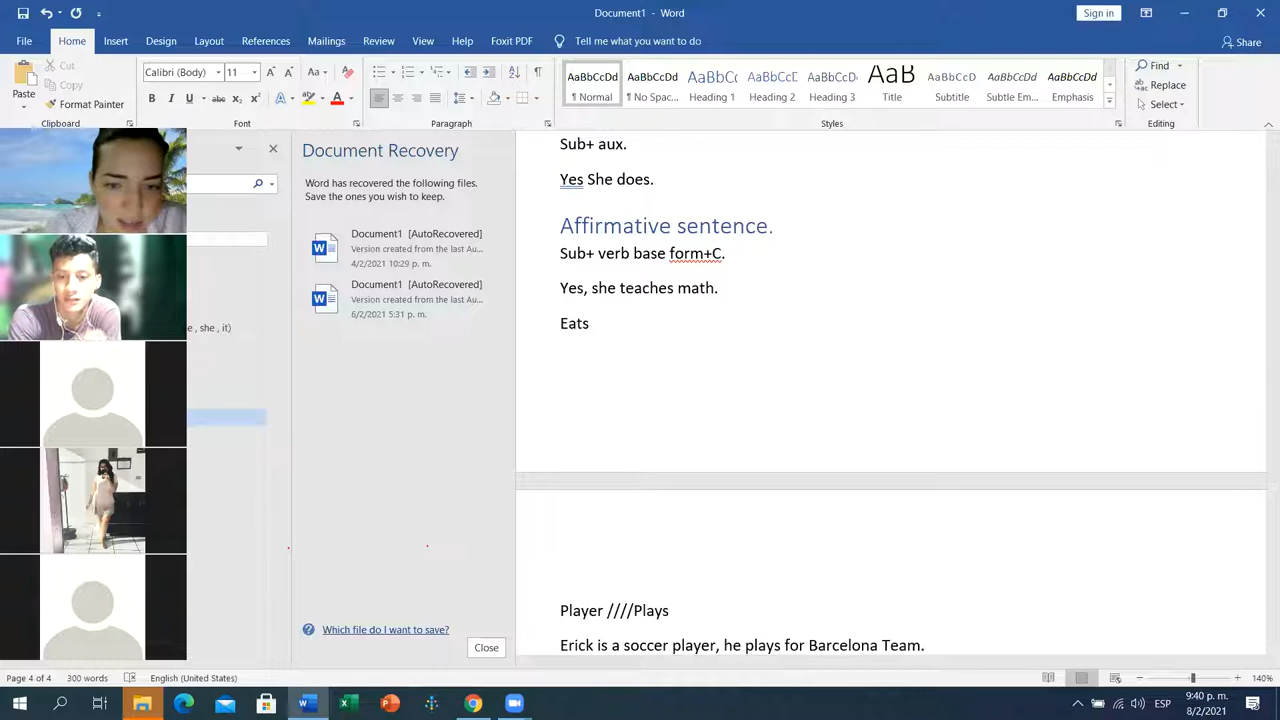 Document1 - Word
Sign in
File Home Insert Draw Design Layout References Mailings Review View Help Foxit PDF Tell me what you want to do
Share
Cut
Copy
Format Painter
Paste
Calibri (Body) 11
Clipboard
Font
Paragraph
AaBbCcDd
¶ Normal
AaBbCcDd
¶ No Spac...
AaBbCc
Heading 1
AaBbCcD
Heading 2
AaBbCcDd
Heading 3
AaB
Title
AaBbCcD
Subtitle
AaBbCcDd
Subtle Em...
AaBbCcDd
Emphasis
Styles
Find
Replace
Select
Editing
Document Recovery
Word has recovered the following files.
Save the ones you wish to keep.
Document1 [AutoRecovered]
Version created from the last Au...
4/2/2021 10:29 p. m.
Document1 [AutoRecovered]
Version created from the last Au...
6/2/2021 5:31 p. m.
, she , it)
Which file do I want to save?
Close
Sub+ aux.
Yes She does.
Affirmative sentence.
Sub+ verb base form+C.
Yes, she teaches math.
Eats
Player ////Plays
Erick is a soccer player, he plays for Barcelona Team.
Page 4 of 4 300 words English (United States)
140%
ESP
9:40 p. m.
8/2/2021